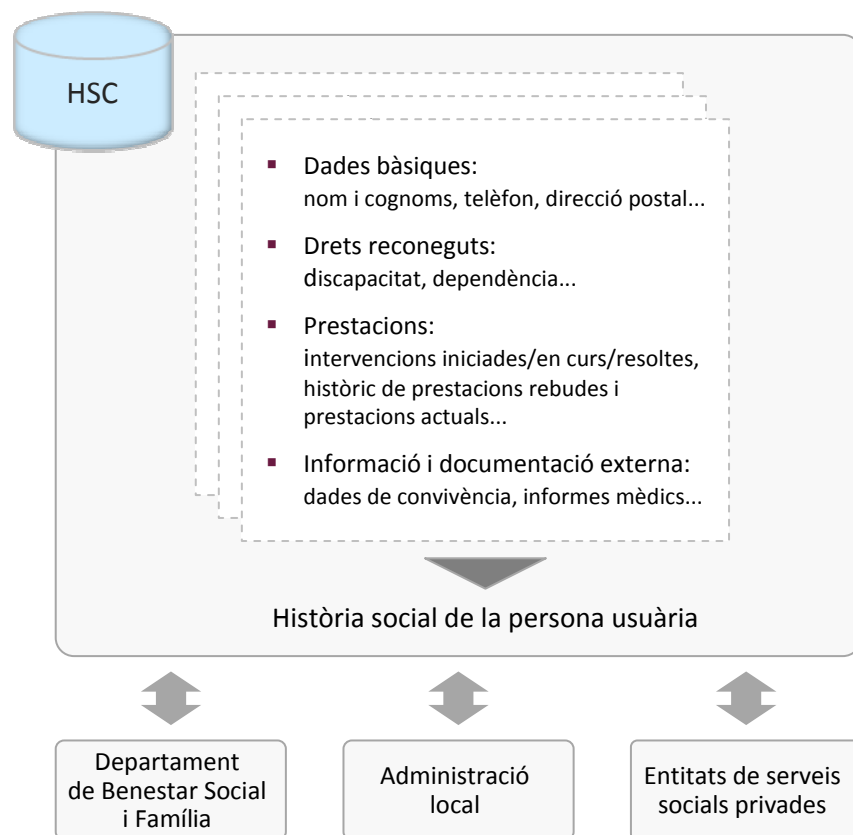 HSC
Dades bàsiques:
nom i cognoms, telèfon, direcció postal...
Drets reconeguts:
discapacitat, dependència...
Prestacions:
intervencions iniciades/en curs/resoltes,
històric de prestacions rebudes i
prestacions actuals...
Informació i documentació externa:
dades de convivència, informes mèdics...
Història social de la persona usuària
Departament
de Benestar Social
i Família
Administració
local
Entitats de serveis
socials privades